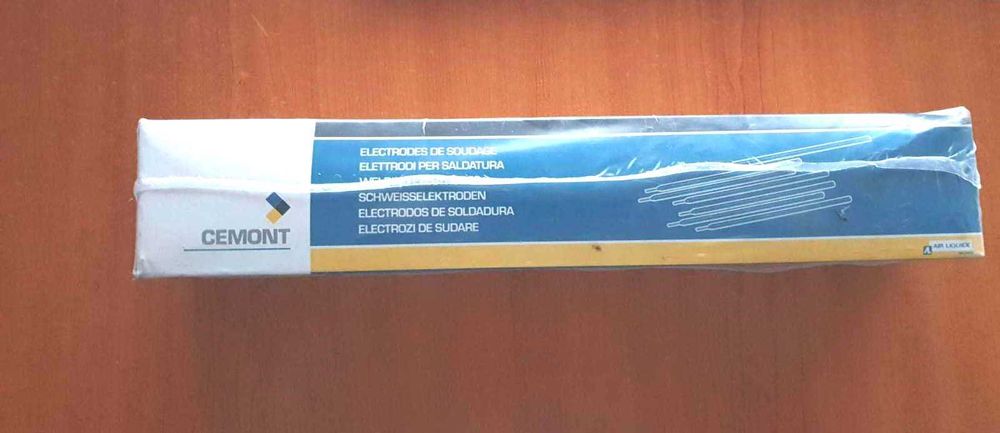 ELECTRODES DE SOUDAGE
ELETTRODI PER SALDATURA
SCHWEISSELEKTRODEN
ELECTRODOS DE SOLDADURA
ELECTROZI DE SUDARE
CEMONT
AIR LIQUIDE